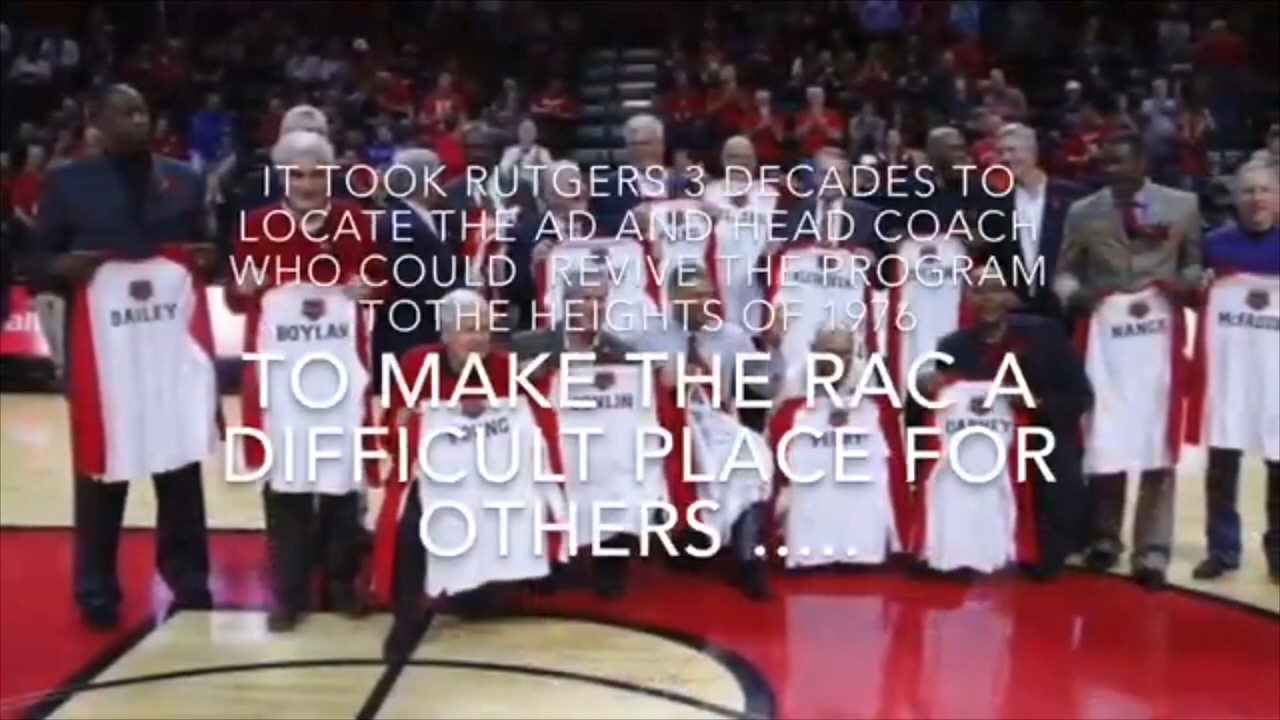 IT TOOK RUTGERS 3 DECADES TO
LOCATE THE AD AND HEAD COACH
WHO COULD REVIVE THE PROGRAM
TOTHE HEIGHTS OF 1976
TO MAKE THE RAC A
DIFFICULT PLACE FOR
OTHERS .....
BAILEY
BOYLAN
NANCE